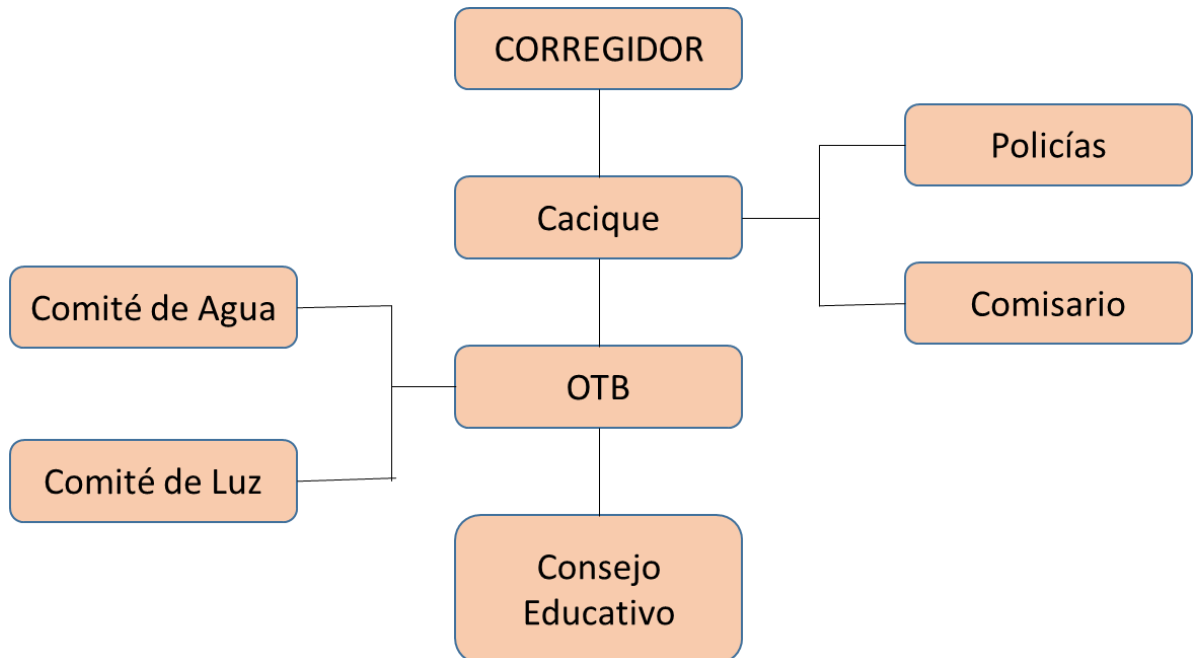 CORREGIDOR
Policías
Cacique
Comité de Agua
Comisario
OTB
Comité de Luz
Consejo
Educativo